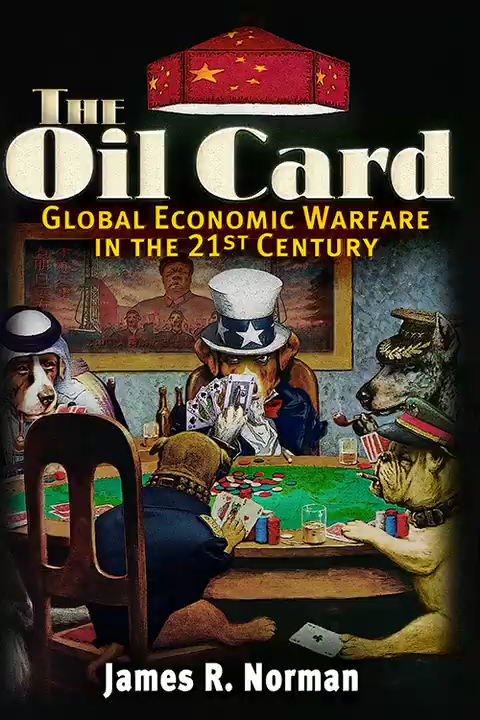 The
Oil Card
Global Economic Warfare
in the 21st Century
James R. Norman